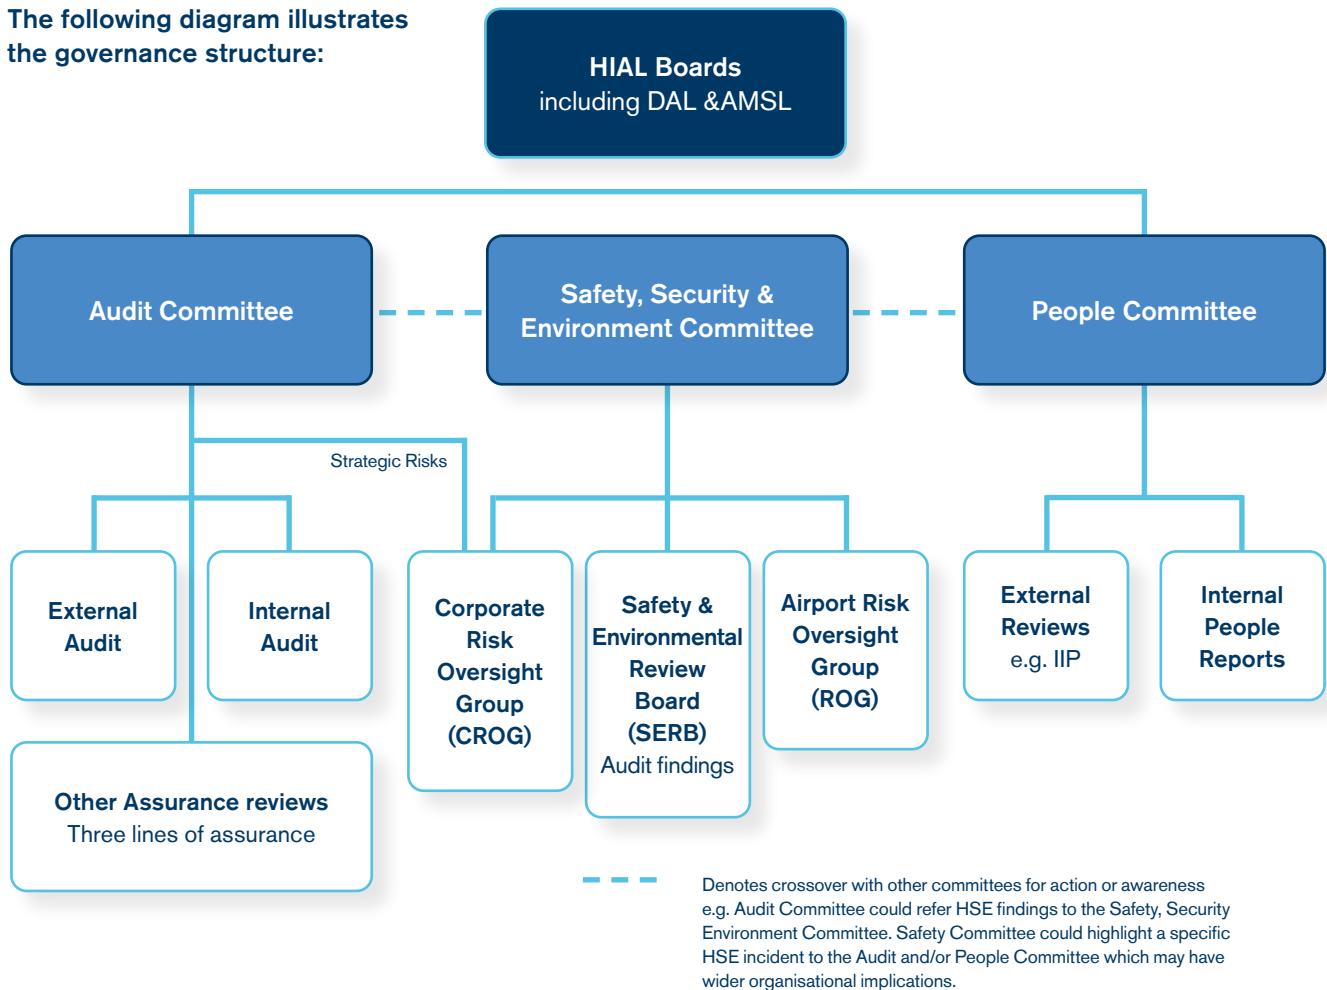 The following diagram illustrates
the governance structure:
HIAL Boards
including DAL &AMSL
Audit Committee
Safety, Security &
Environment Committee
People Committee
Strategic Risks
External
Audit
Internal
Audit
Corporate
Risk
Oversight
Group
(CROG)
Safety &
Environmental
Review
Board
(SERB)
Audit findings
Airport Risk
Oversight
Group
(ROG)
External
Reviews
e.g. IIP
Internal
People
Reports
Other Assurance reviews
Three lines of assurance
Denotes crossover with other committees for action or awareness
e.g. Audit Committee could refer HSE findings to the Safety, Security
Environment Committee. Safety Committee could highlight a specific
HSE incident to the Audit and/or People Committee which may have
wider organisational implications.